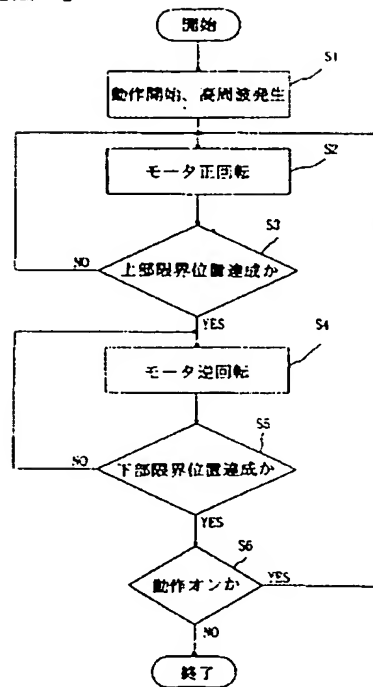 開始
S1
動作開始、高周波発生
S2
モータ正回転
S3
上部限界位置達成か
NO
YES
S4
モータ逆回転
S5
下部限界位置達成か
NO
YES
S6
動作オンか
YES
NO
終了